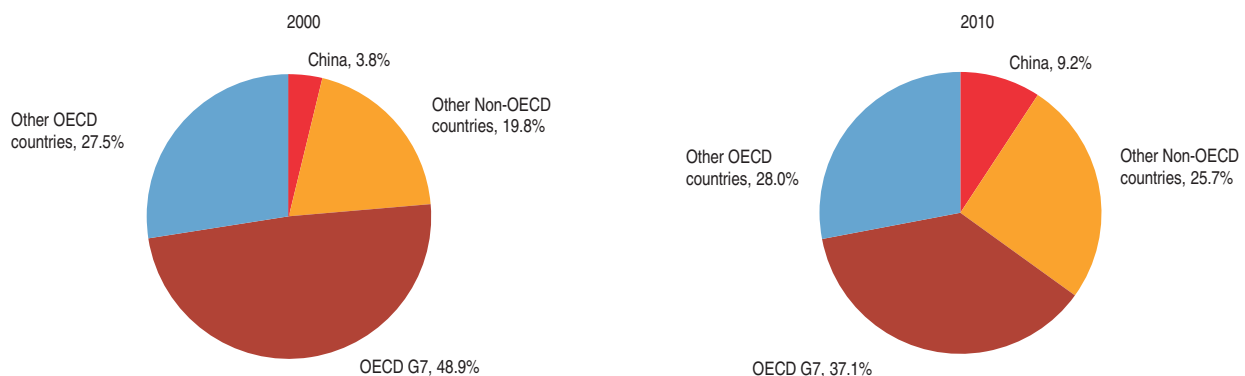 2000
China, 3.8%
Other Non-OECD
countries, 19.8%
Other OECD
countries, 27.5%
OECD G7, 48.9%
2010
China, 9.2%
Other OECD
countries, 28.0%
Other Non-OECD
countries, 25.7%
OECD G7, 37.1%